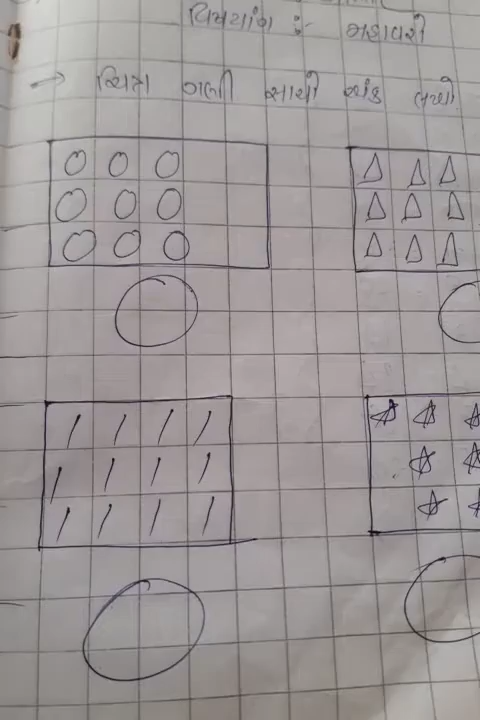 વિષયાંગ :- મહાવરો
→ ચિત્ર ગણી સાચો અંક લખો